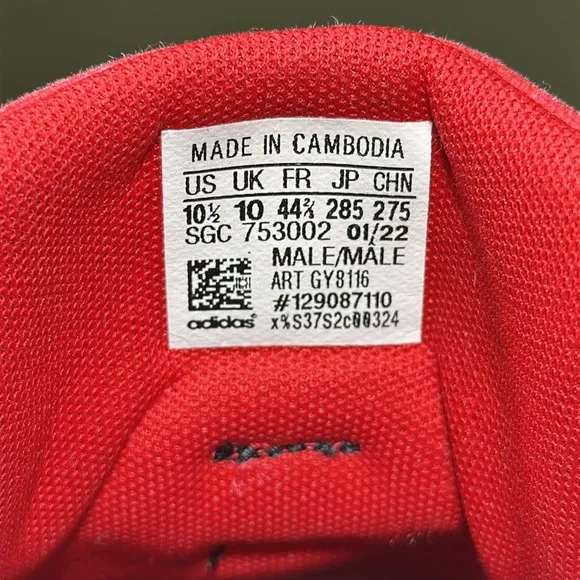 MADE IN CAMBODIA
US UK FR JP CHN
10½ 10 44⅔ 285 275
SGC 753002 01/22
MALE/MÂLE
ART GY8116
#129087110
adidas® x%S37S2c00324